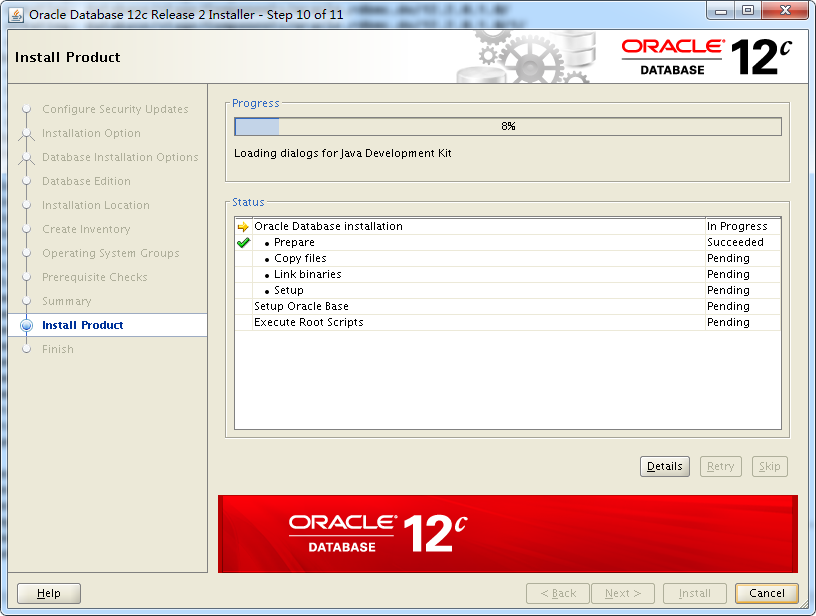 Oracle Database 12c Release 2 Installer - Step 10 of 11
Install Product
ORACLE®
DATABASE
12c
Configure Security Updates
Installation Option
Database Installation Options
Database Edition
Installation Location
Create Inventory
Operating System Groups
Prerequisite Checks
Summary
Install Product
Finish
Progress
8%
Loading dialogs for Java Development Kit
Status
Oracle Database installation In Progress
• Prepare Succeeded
• Copy files Pending
• Link binaries Pending
• Setup Pending
Setup Oracle Base Pending
Execute Root Scripts Pending
Details Retry Skip
ORACLE®
DATABASE
12c
Help < Back Next > Install Cancel